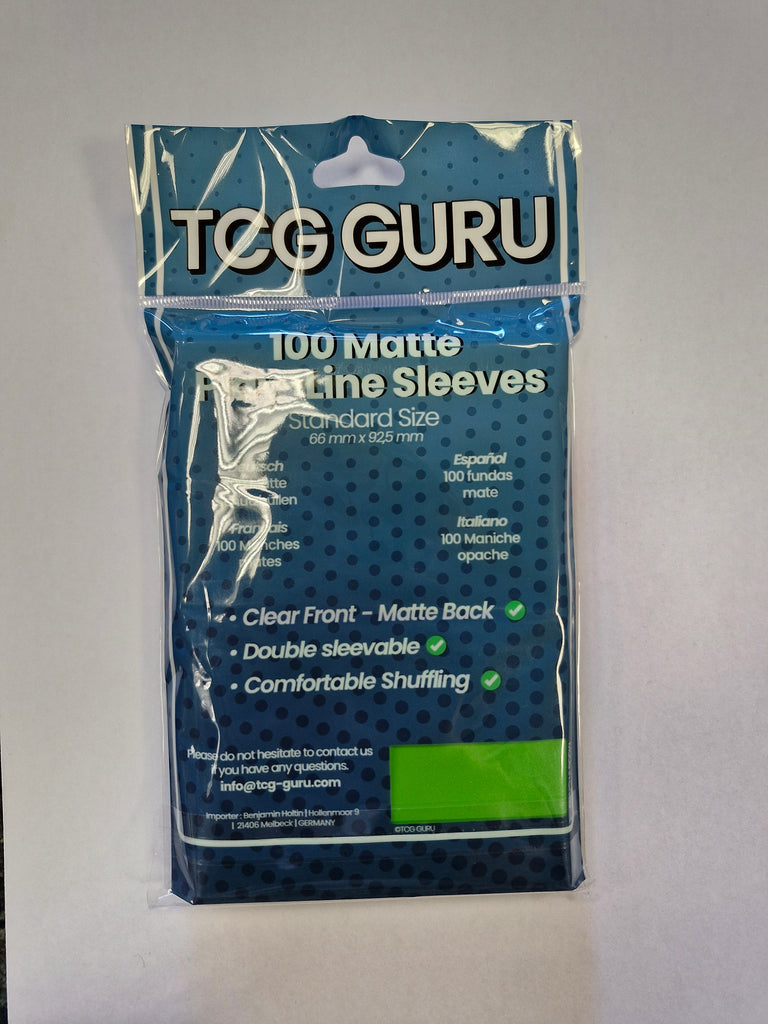 TCG GURU
100 Matte
Line Sleeves
Standard Size
66 mm x 92,5 mm
Español
100 fundas
mate
Français
100 Manches
mates
Italiano
100 Maniche
opache
• Clear Front - Matte Back
• Double sleevable
• Comfortable Shuffling
Please do not hesitate to contact us
if you have any questions.
info@tcg-guru.com
Importer : Benjamin Holtin | Hollenmoor 9
| 21406 Melbeck | GERMANY
©TCG GURU